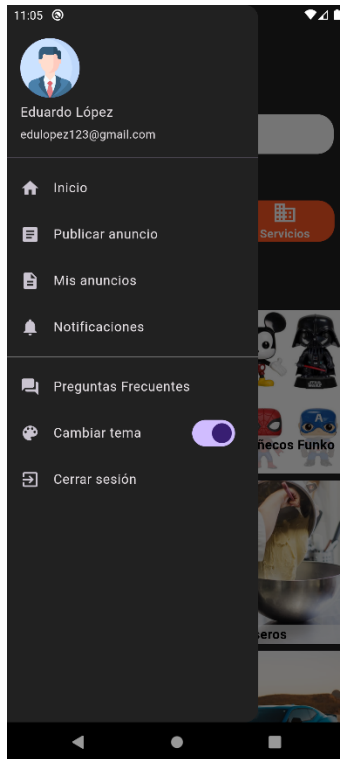 11:05
Eduardo López
edulopez123@gmail.com
Inicio
Servicios
Publicar anuncio
Mis anuncios
Notificaciones
Preguntas Frecuentes
Cambiar tema
ñecos Funko
Cerrar sesión
eros